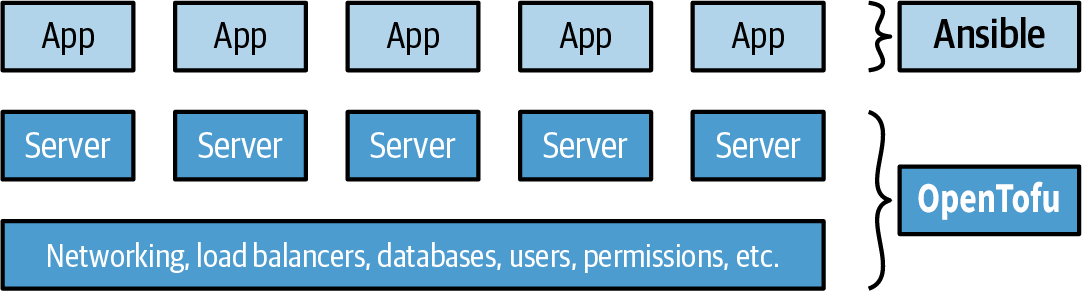 App App App App App Ansible
Server Server Server Server Server
OpenTofu
Networking, load balancers, databases, users, permissions, etc.